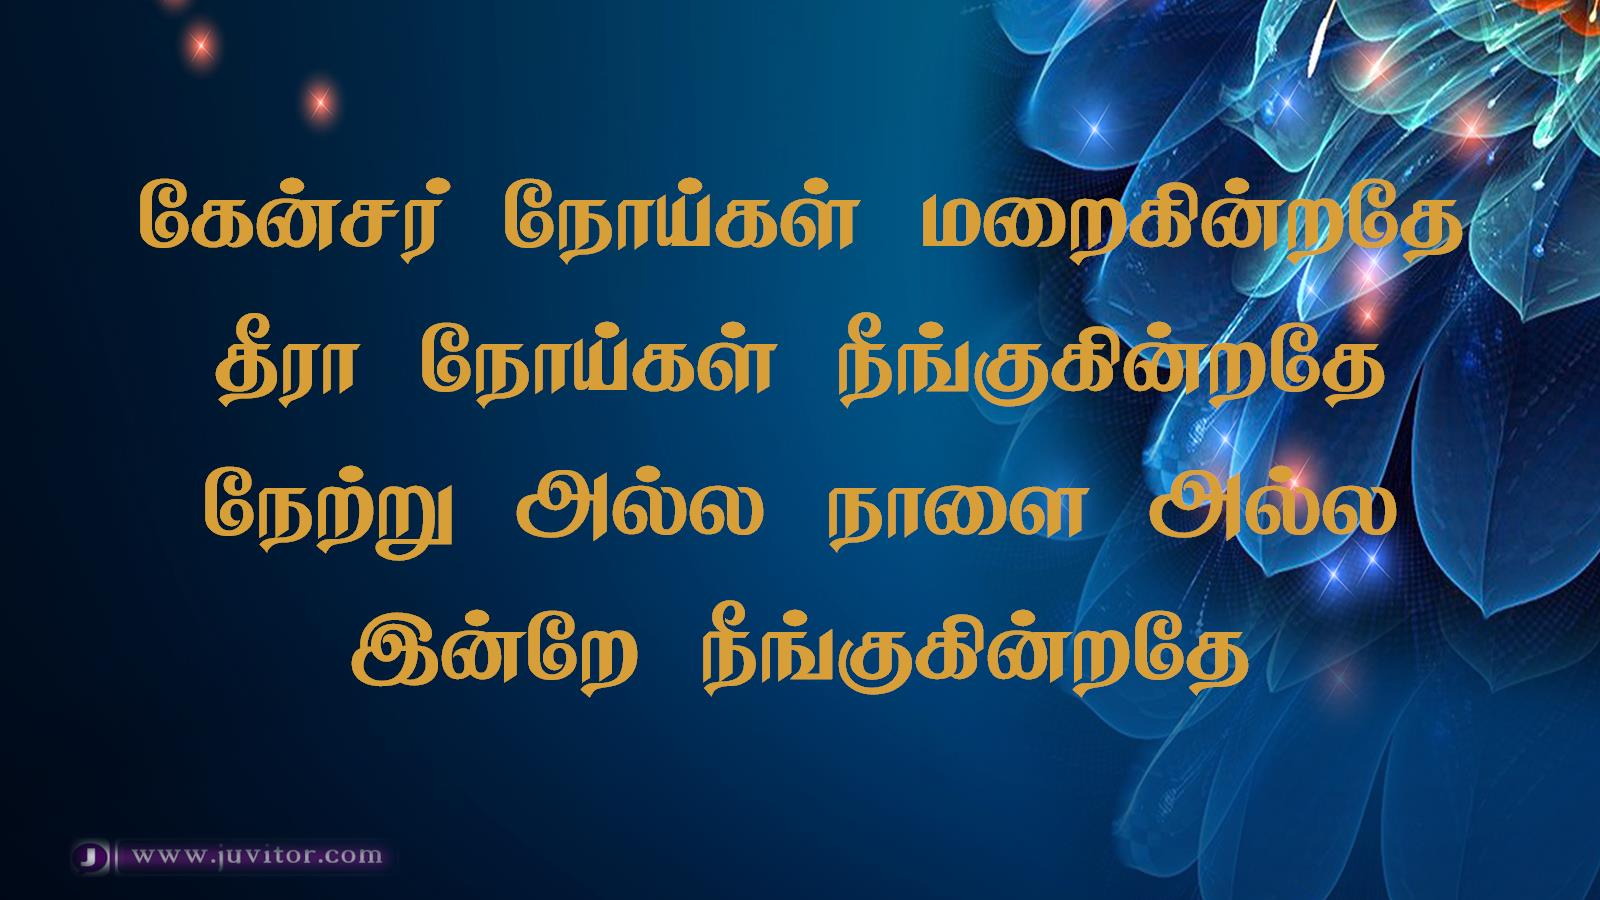 கேன்சர் நோய்கள் மறைகின்றதே
தீரா நோய்கள் நீங்குகின்றதே
நேற்று அல்ல நாளை அல்ல
இன்றே நீங்குகின்றதே
J www.juvitor.com